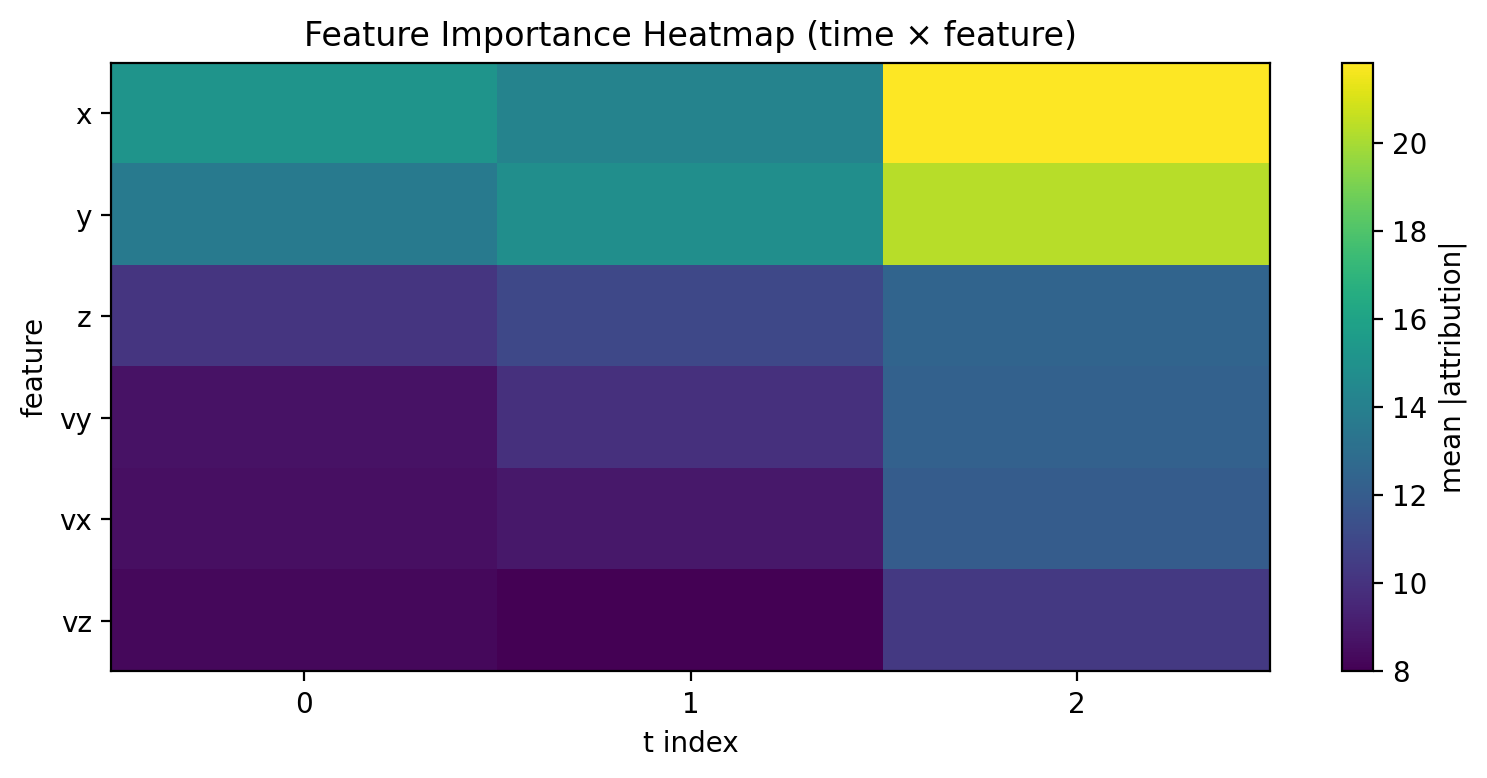 Feature Importance Heatmap (time × feature)
x
y
z
vy
vx
vz
feature
0
1
2
t index
20
18
16
14
12
10
8
mean |attribution|